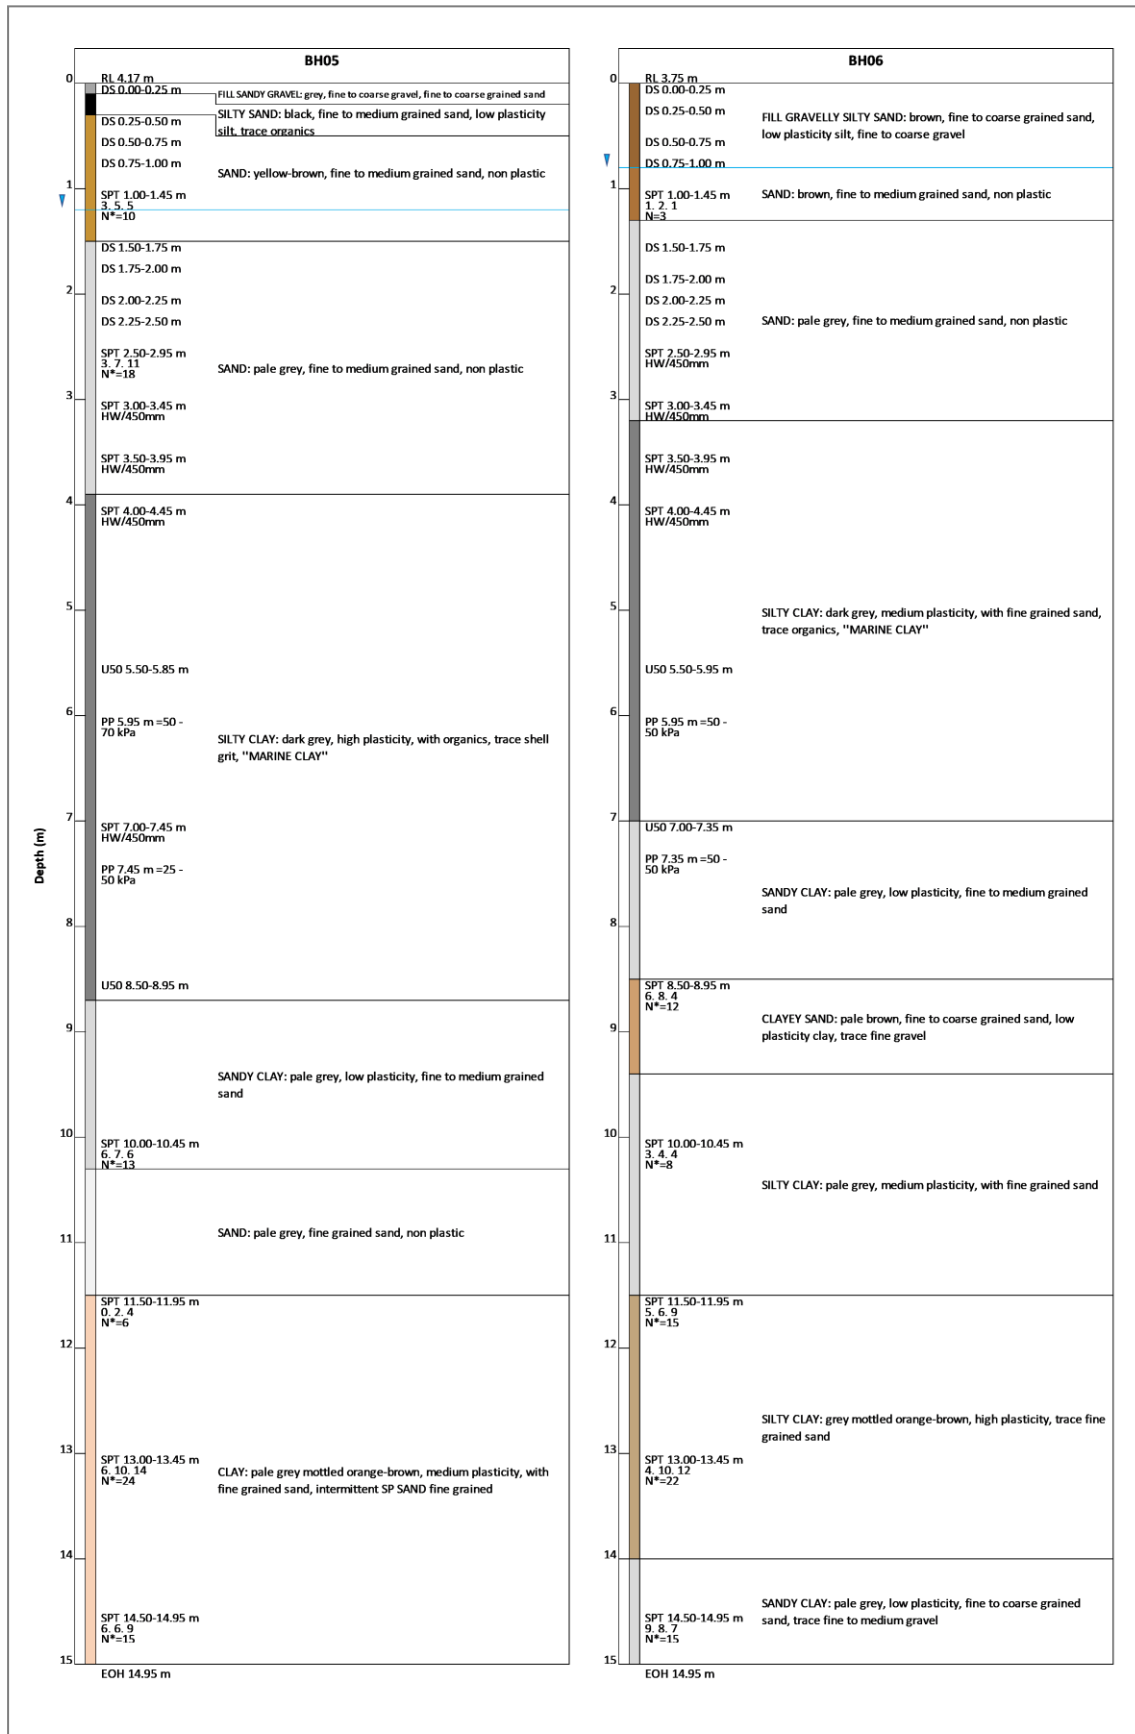 BH05
RL 4.17 m
0
DS 0.00-0.25 m
FILL SANDY GRAVEL: grey, fine to coarse gravel, fine to coarse grained sand
SILTY SAND: black, fine to medium grained sand, low plasticity
silt, trace organics
DS 0.25-0.50 m
DS 0.50-0.75 m
DS 0.75-1.00 m
SAND: yellow-brown, fine to medium grained sand, non plastic
1
SPT 1.00-1.45 m
3. 5. 5
N*=10
DS 1.50-1.75 m
DS 1.75-2.00 m
2
DS 2.00-2.25 m
DS 2.25-2.50 m
SPT 2.50-2.95 m
3. 7. 11
N*=18
SAND: pale grey, fine to medium grained sand, non plastic
3
SPT 3.00-3.45 m
HW/450mm
SPT 3.50-3.95 m
HW/450mm
4
SPT 4.00-4.45 m
HW/450mm
5
U50 5.50-5.85 m
6
PP 5.95 m =50 -
70 kPa
SILTY CLAY: dark grey, high plasticity, with organics, trace shell
grit, "MARINE CLAY"
7
SPT 7.00-7.45 m
HW/450mm
Depth (m)
PP 7.45 m =25 -
50 kPa
8
U50 8.50-8.95 m
9
SANDY CLAY: pale grey, low plasticity, fine to medium grained
sand
10
SPT 10.00-10.45 m
6. 7. 6
N*=13
11
SAND: pale grey, fine grained sand, non plastic
SPT 11.50-11.95 m
0. 2. 4
N*=6
12
13
SPT 13.00-13.45 m
6. 10. 14
N*=24
CLAY: pale grey mottled orange-brown, medium plasticity, with
fine grained sand, intermittent SP SAND fine grained
14
SPT 14.50-14.95 m
6. 6. 9
N*=15
15
EOH 14.95 m
BH06
RL 3.75 m
0
DS 0.00-0.25 m
DS 0.25-0.50 m
FILL GRAVELLY SILTY SAND: brown, fine to coarse grained sand,
low plasticity silt, fine to coarse gravel
DS 0.50-0.75 m
DS 0.75-1.00 m
1
SPT 1.00-1.45 m
1. 2. 1
N=3
SAND: brown, fine to medium grained sand, non plastic
DS 1.50-1.75 m
DS 1.75-2.00 m
2
DS 2.00-2.25 m
DS 2.25-2.50 m
SAND: pale grey, fine to medium grained sand, non plastic
SPT 2.50-2.95 m
HW/450mm
3
SPT 3.00-3.45 m
HW/450mm
SPT 3.50-3.95 m
HW/450mm
4
SPT 4.00-4.45 m
HW/450mm
5
SILTY CLAY: dark grey, medium plasticity, with fine grained sand,
trace organics, "MARINE CLAY"
U50 5.50-5.95 m
6
PP 5.95 m =50 -
50 kPa
7
U50 7.00-7.35 m
PP 7.35 m =50 -
50 kPa
SANDY CLAY: pale grey, low plasticity, fine to medium grained
sand
8
SPT 8.50-8.95 m
6. 8. 4
N*=12
9
CLAYEY SAND: pale brown, fine to coarse grained sand, low
plasticity clay, trace fine gravel
10
SPT 10.00-10.45 m
3. 4. 4
N*=8
SILTY CLAY: pale grey, medium plasticity, with fine grained sand
11
SPT 11.50-11.95 m
5. 6. 9
N*=15
12
SILTY CLAY: grey mottled orange-brown, high plasticity, trace fine
grained sand
13
SPT 13.00-13.45 m
4. 10. 12
N*=22
14
SANDY CLAY: pale grey, low plasticity, fine to coarse grained
sand, trace fine to medium gravel
SPT 14.50-14.95 m
9. 8. 7
N*=15
15
EOH 14.95 m